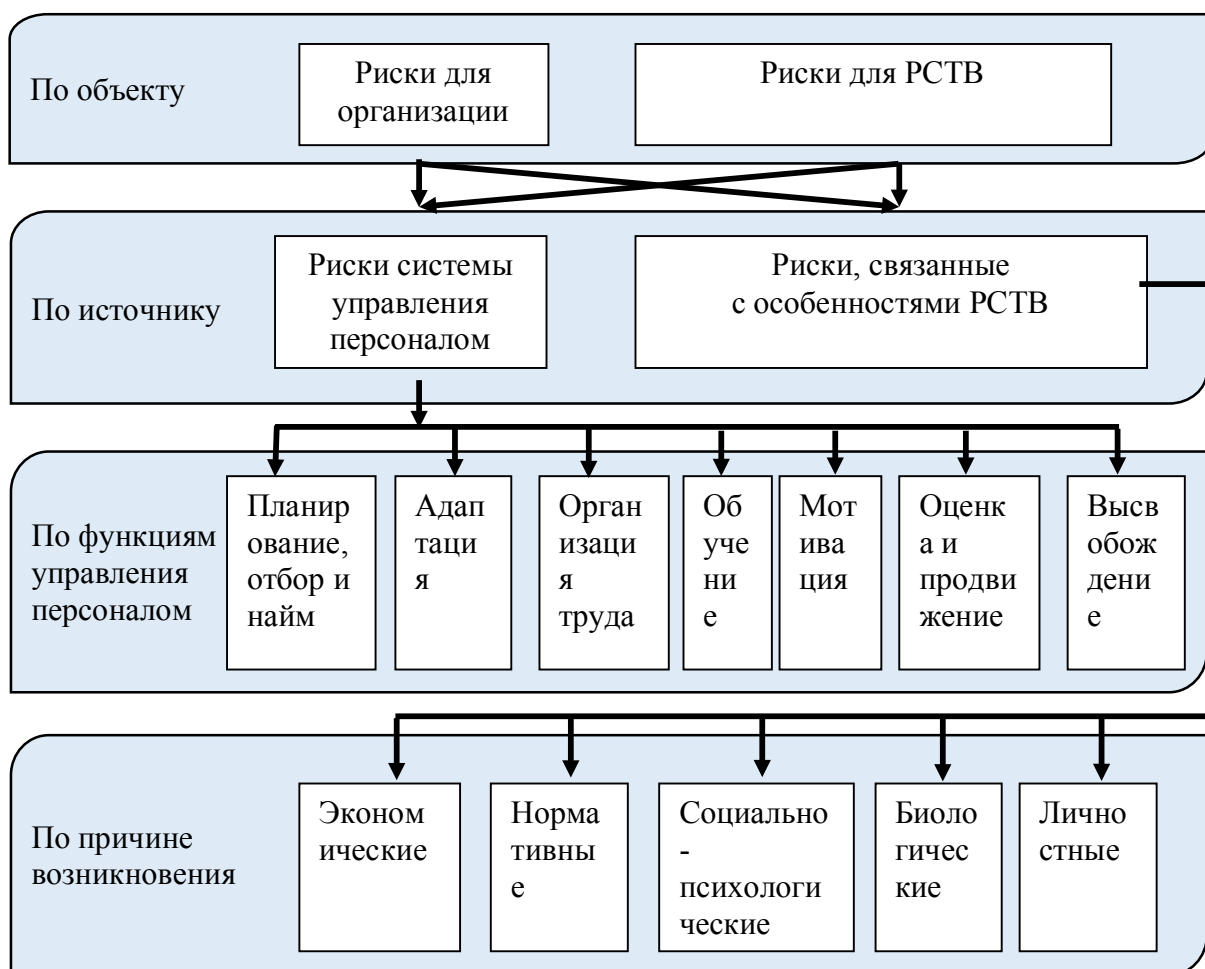 По объекту
Риски для
организации
Риски для РСТВ
По источнику
Риски системы
управления
персоналом
Риски, связанные
с особенностями РСТВ
По функциям
управления
персоналом
Планир
ование,
отбор и
найм
Адап
таци
я
Орган
изаци
я
труда
Об
уче
ни
е
Мот
ива
ция
Оценк
а и
продви
жение
Высв
обож
дени
е
По причине
возникновения
Эконом
ические
Норма
тивны
е
Социально
-
психологи
ческие
Биоло
гичес
кие
Лично
стные